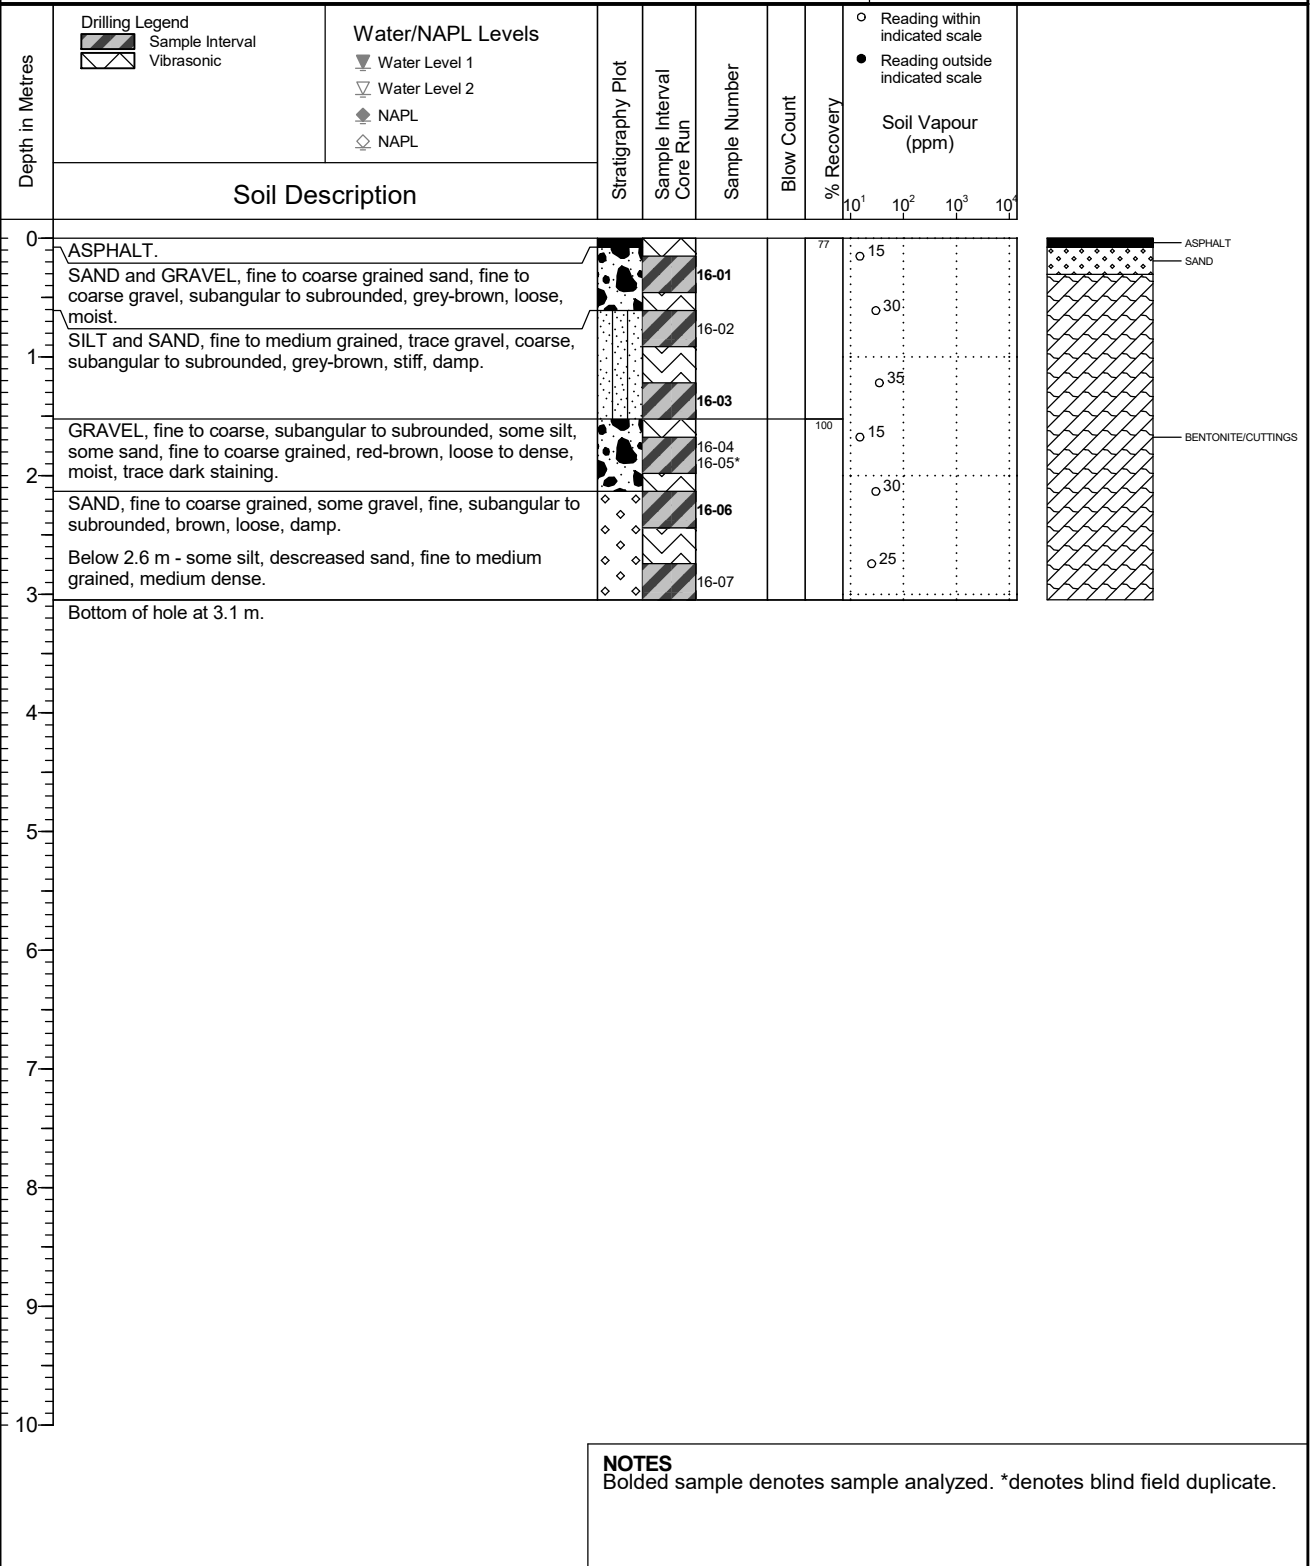 Depth in Metres
Drilling Legend
Sample Interval
Vibrasonic
Water/NAPL Levels
Water Level 1
Water Level 2
NAPL
NAPL
Soil Description
Stratigraphy Plot
Sample Interval
Core Run
Sample Number
Blow Count
% Recovery
Reading within
indicated scale
Reading outside
indicated scale
Soil Vapour
(ppm)
10¹ 10² 10³ 10⁴
0
ASPHALT.
SAND and GRAVEL, fine to coarse grained sand, fine to
coarse gravel, subangular to subrounded, grey-brown, loose,
moist.
SILT and SAND, fine to medium grained, trace gravel, coarse,
subangular to subrounded, grey-brown, stiff, damp.
1
GRAVEL, fine to coarse, subangular to subrounded, some silt,
some sand, fine to coarse grained, red-brown, loose to dense,
moist, trace dark staining.
2
SAND, fine to coarse grained, some gravel, fine, subangular to
subrounded, brown, loose, damp.
Below 2.6 m - some silt, descreased sand, fine to medium
grained, medium dense.
3
Bottom of hole at 3.1 m.
16-01
16-02
16-03
16-04
16-05*
16-06
16-07
77
100
15
30
35
15
30
25
ASPHALT
SAND
BENTONITE/CUTTINGS
4
5
6
7
8
9
10
NOTES
Bolded sample denotes sample analyzed. *denotes blind field duplicate.